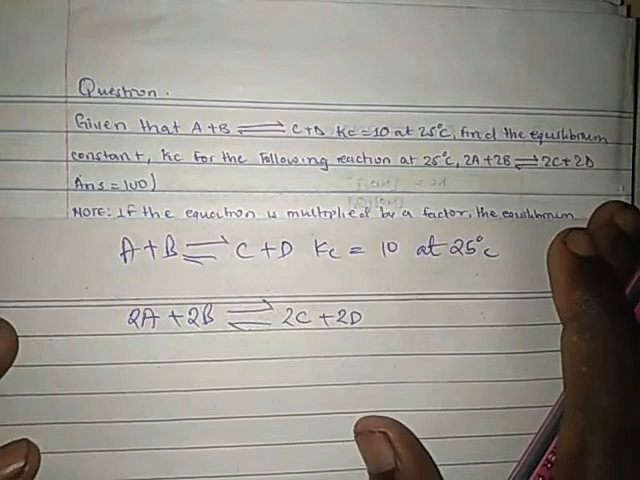 Question.
Given that A+B ⇌ C+D Kc=10 at 25°C, find the equilibrium
constant, Kc for the following reaction at 25°C, 2A+2B ⇌ 2C+2D
Ans=100)
NOTE: If the equation is multiplied by a factor, the equilibrium
A+B ⇌ C+D Kc = 10 at 25°C
2A+2B ⇌ 2C+2D